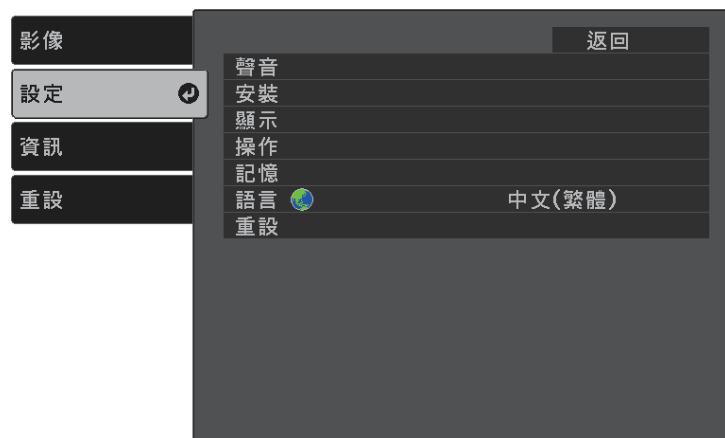 影像
設定
資訊
重設
返回
聲音
安裝
顯示
操作
記憶
語言 中文(繁體)
重設